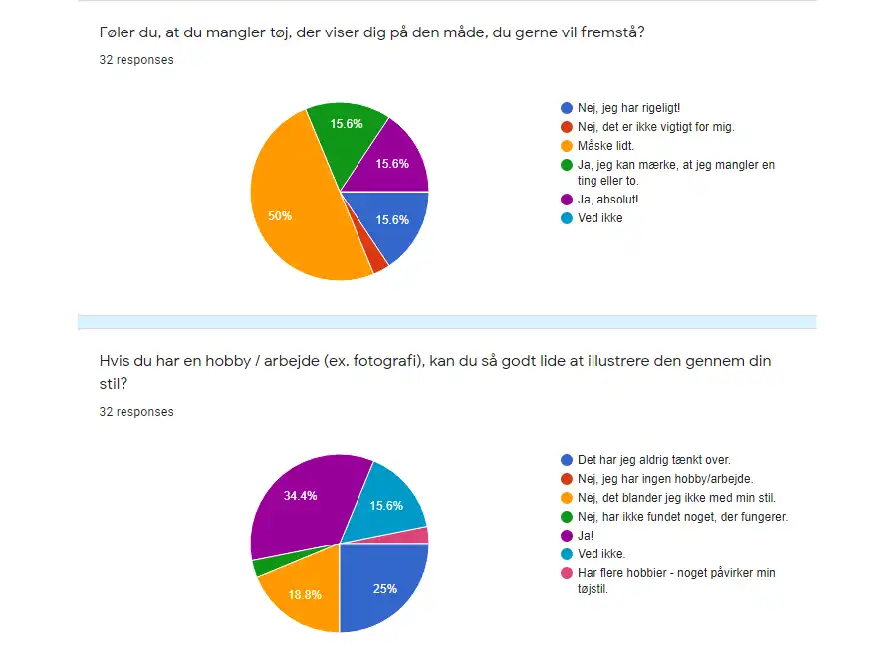 Føler du, at du mangler tøj, der viser dig på den måde, du gerne vil fremstå?
32 responses
15.6%
15.6%
50%
15.6%
Nej, jeg har rigeligt!
Nej, det er ikke vigtigt for mig.
Måske lidt.
Ja, jeg kan mærke, at jeg mangler en
ting eller to.
Ja, absolut!
Ved ikke
Hvis du har en hobby / arbejde (ex. fotografi), kan du så godt lide at illustrere den gennem din
stil?
32 responses
34.4%
15.6%
18.8%
25%
Det har jeg aldrig tænkt over.
Nej, jeg har ingen hobby/arbejde.
Nej, det blander jeg ikke med min stil.
Nej, har ikke fundet noget, der fungerer.
Ja!
Ved ikke.
Har flere hobbier - noget påvirker min
tøjstil.